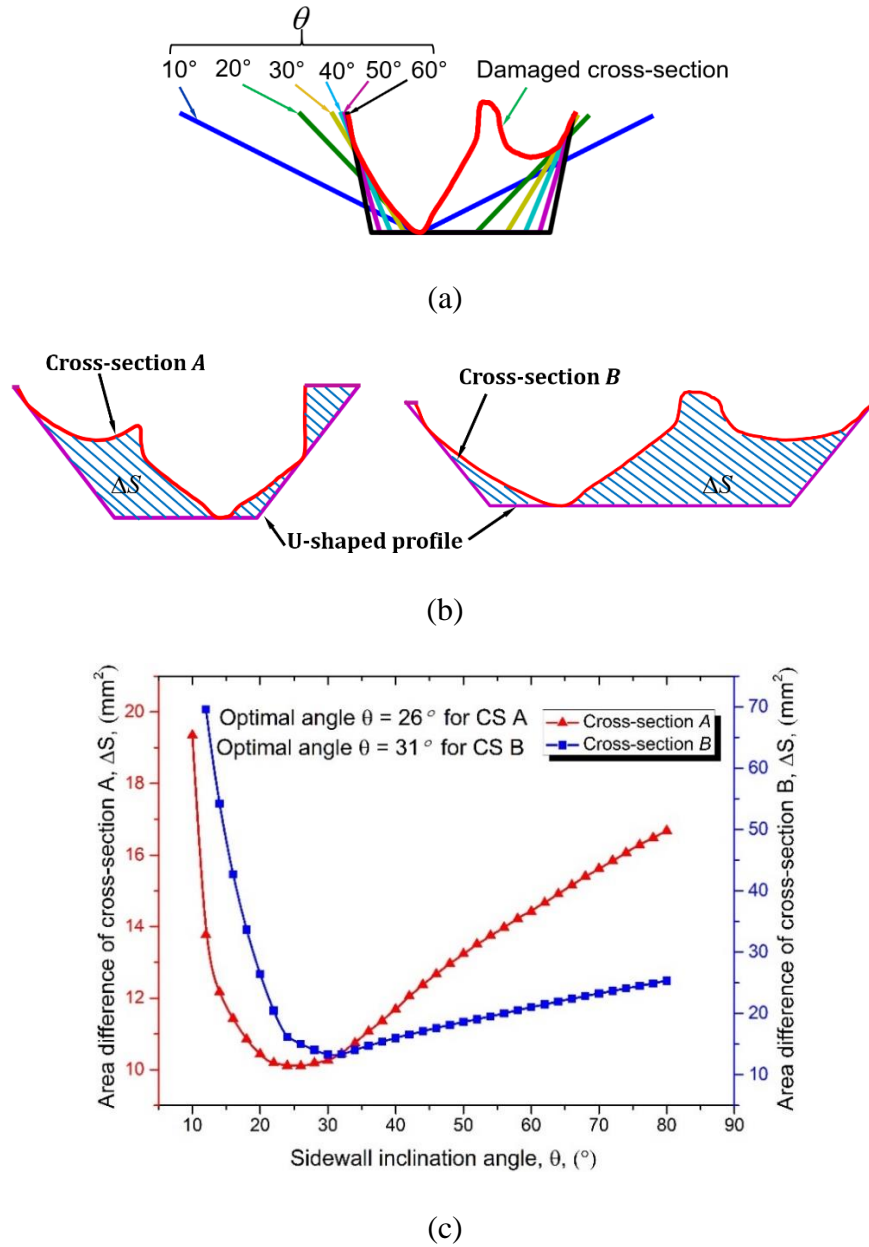 θ
10° 20° 30° 40° 50° 60°
Damaged cross-section
(a)
Cross-section A
Cross-section B
ΔS
ΔS
U-shaped profile
(b)
Area difference of cross-section A, ΔS, (mm²)
20
18
16
14
12
10
Optimal angle θ = 26° for CS A
Optimal angle θ = 31° for CS B
Cross-section A
Cross-section B
70
60
50
40
30
20
10
Area difference of cross-section B, ΔS, (mm²)
10 20 30 40 50 60 70 80 90
Sidewall inclination angle, θ, (°)
(c)